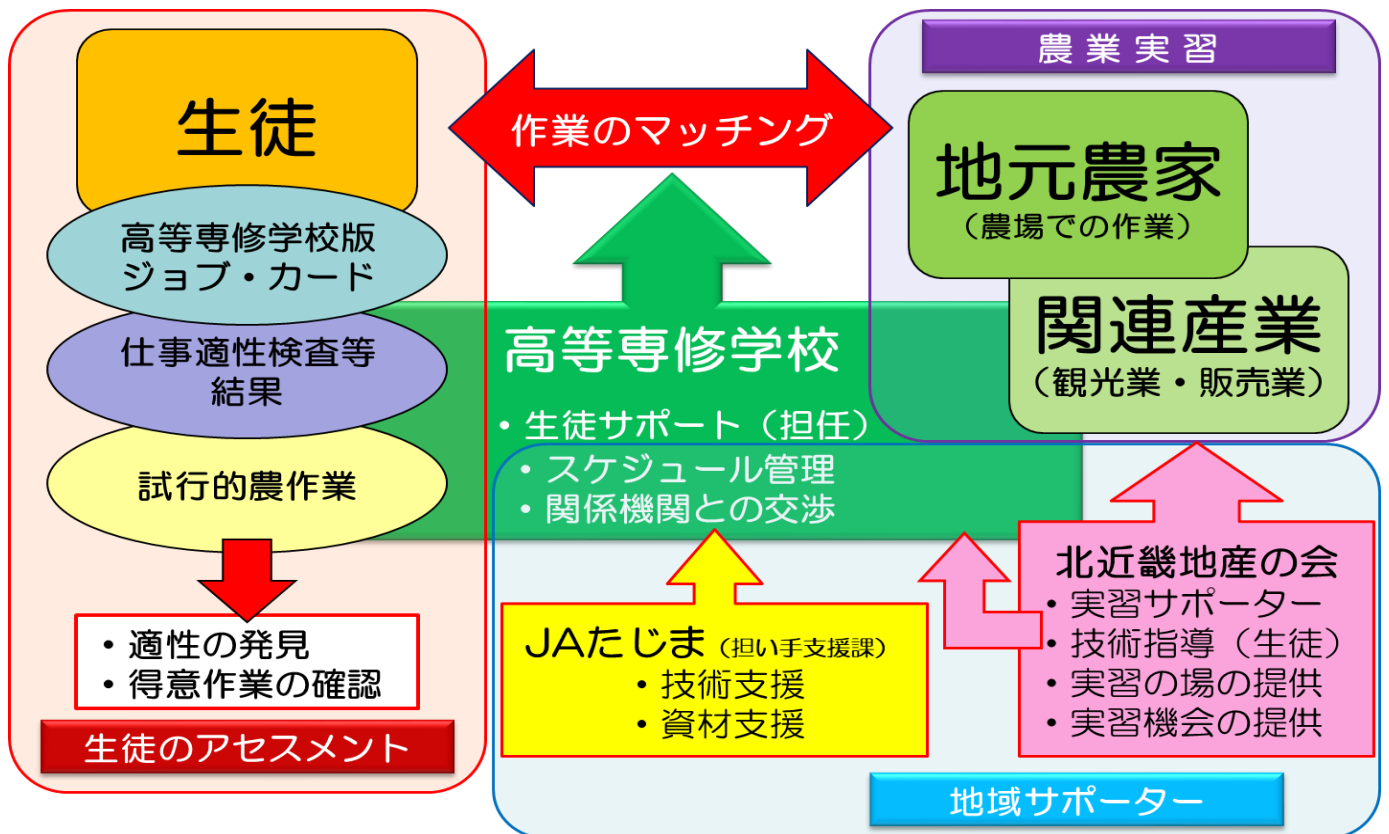 生徒
高等専修学校版
ジョブ・カード
仕事適性検査等
結果
試行的農作業
・適性の発見
・得意作業の確認
生徒のアセスメント
作業のマッチング
農業実習
地元農家
（農場での作業）
関連産業
（観光業・販売業）
高等専修学校
・生徒サポート（担任）
・スケジュール管理
・関係機関との交渉
JAたじま（担い手支援課）
・技術支援
・資材支援
北近畿地産の会
・実習サポーター
・技術指導（生徒）
・実習の場の提供
・実習機会の提供
地域サポーター